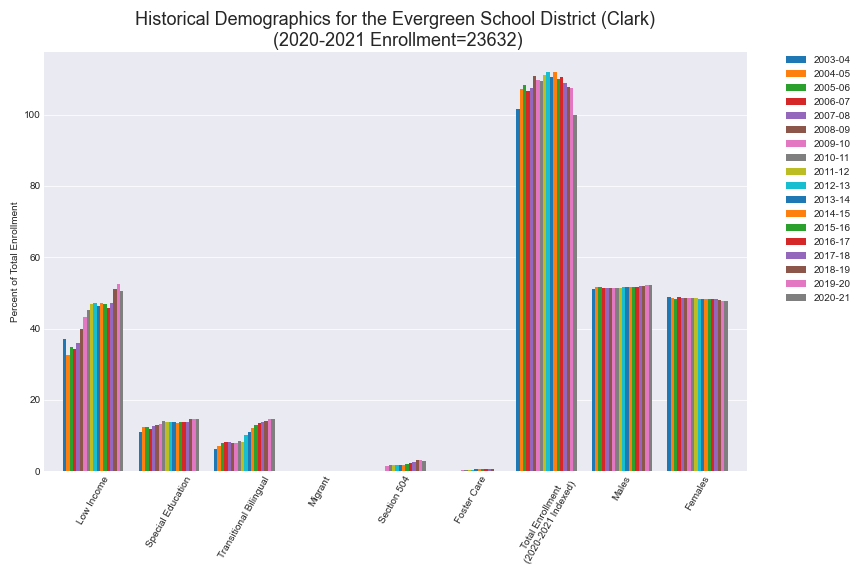 Historical Demographics for the Evergreen School District (Clark)
(2020-2021 Enrollment=23632)
Percent of Total Enrollment
100
80
60
40
20
0
Low Income
Special Education
Transitional Bilingual
Migrant
Section 504
Foster Care
Total Enrollment
(2020-2021 Indexed)
Males
Females
2003-04
2004-05
2005-06
2006-07
2007-08
2008-09
2009-10
2010-11
2011-12
2012-13
2013-14
2014-15
2015-16
2016-17
2017-18
2018-19
2019-20
2020-21